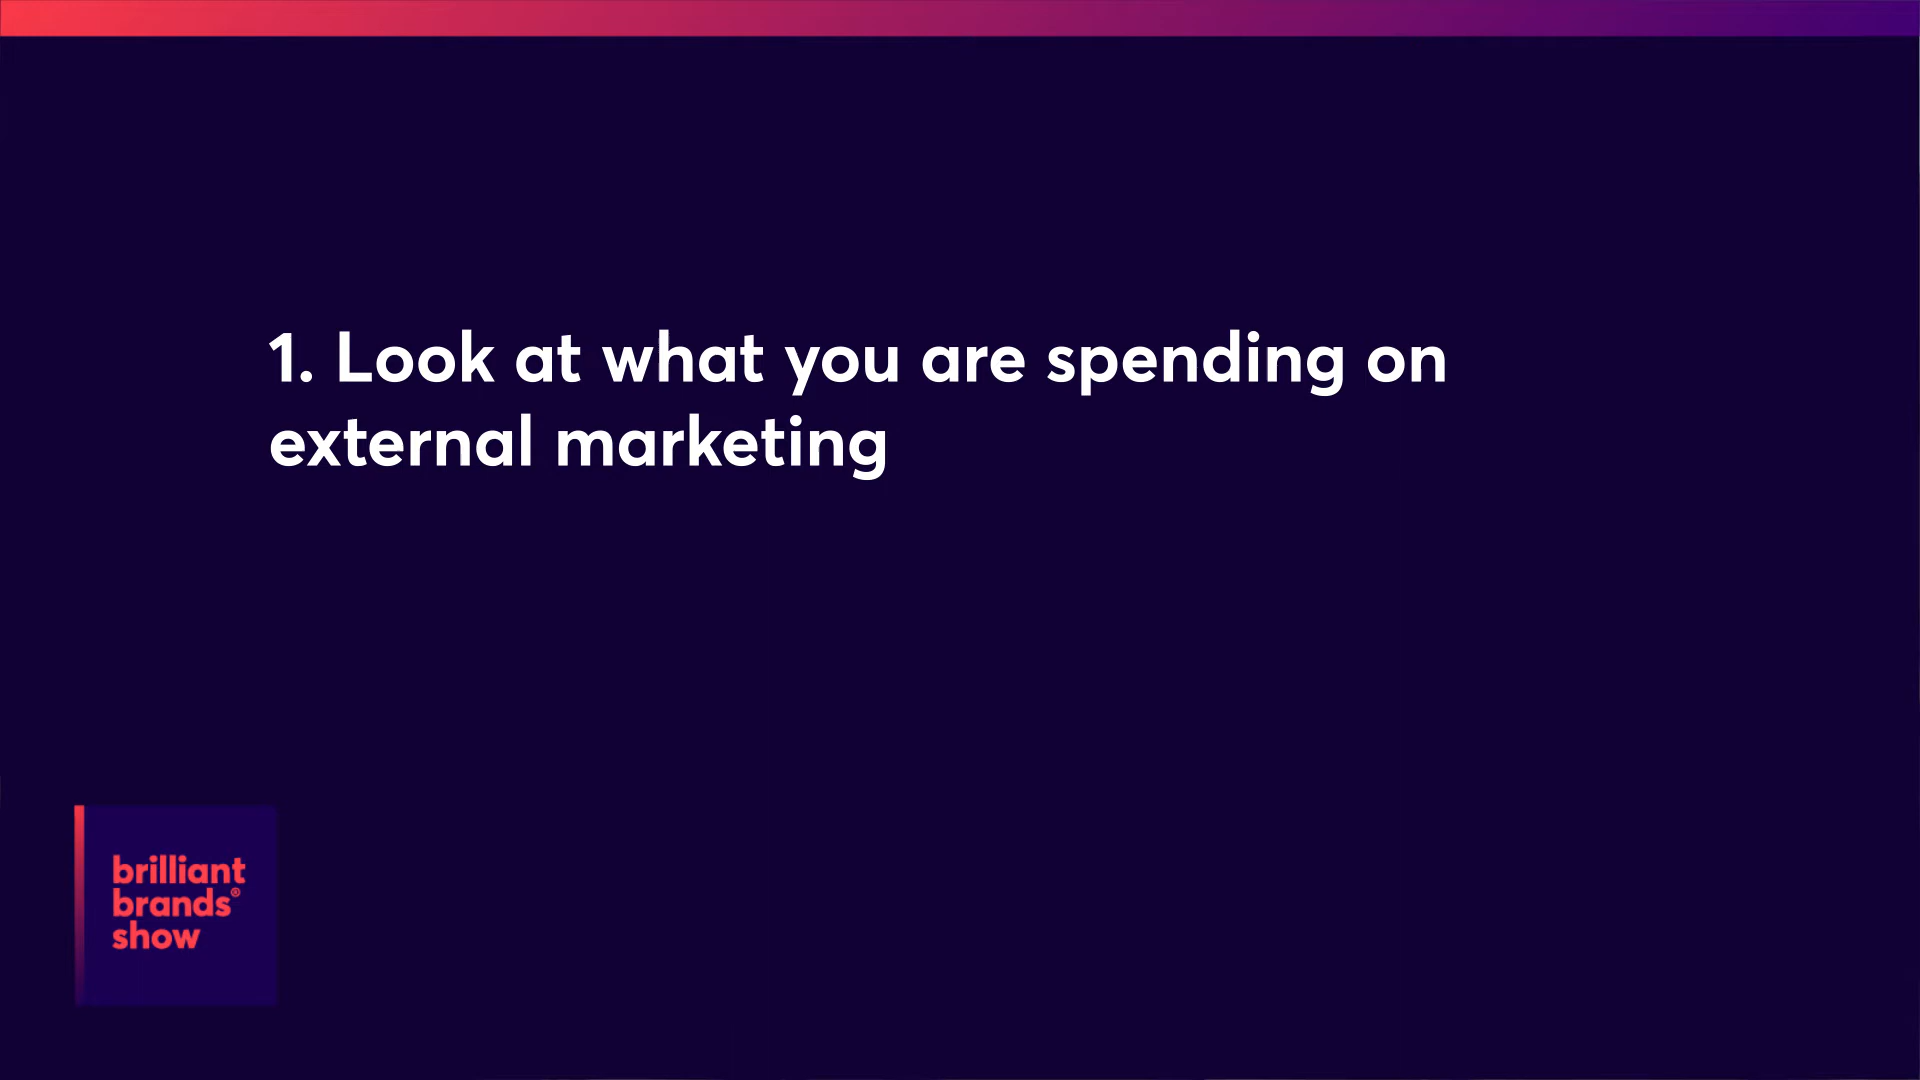 1. Look at what you are spending on
external marketing
brilliant
brands®
show